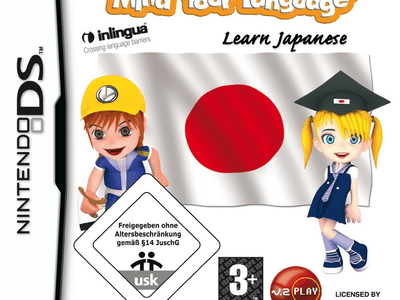 Mind Your Language
inlingua
Crossing language barriers
Learn Japanese
NINTENDO DS
Freigegeben ohne
Altersbeschränkung
gemäß §14 JuschG
usk
3+
V.2 PLAY
LICENSED BY